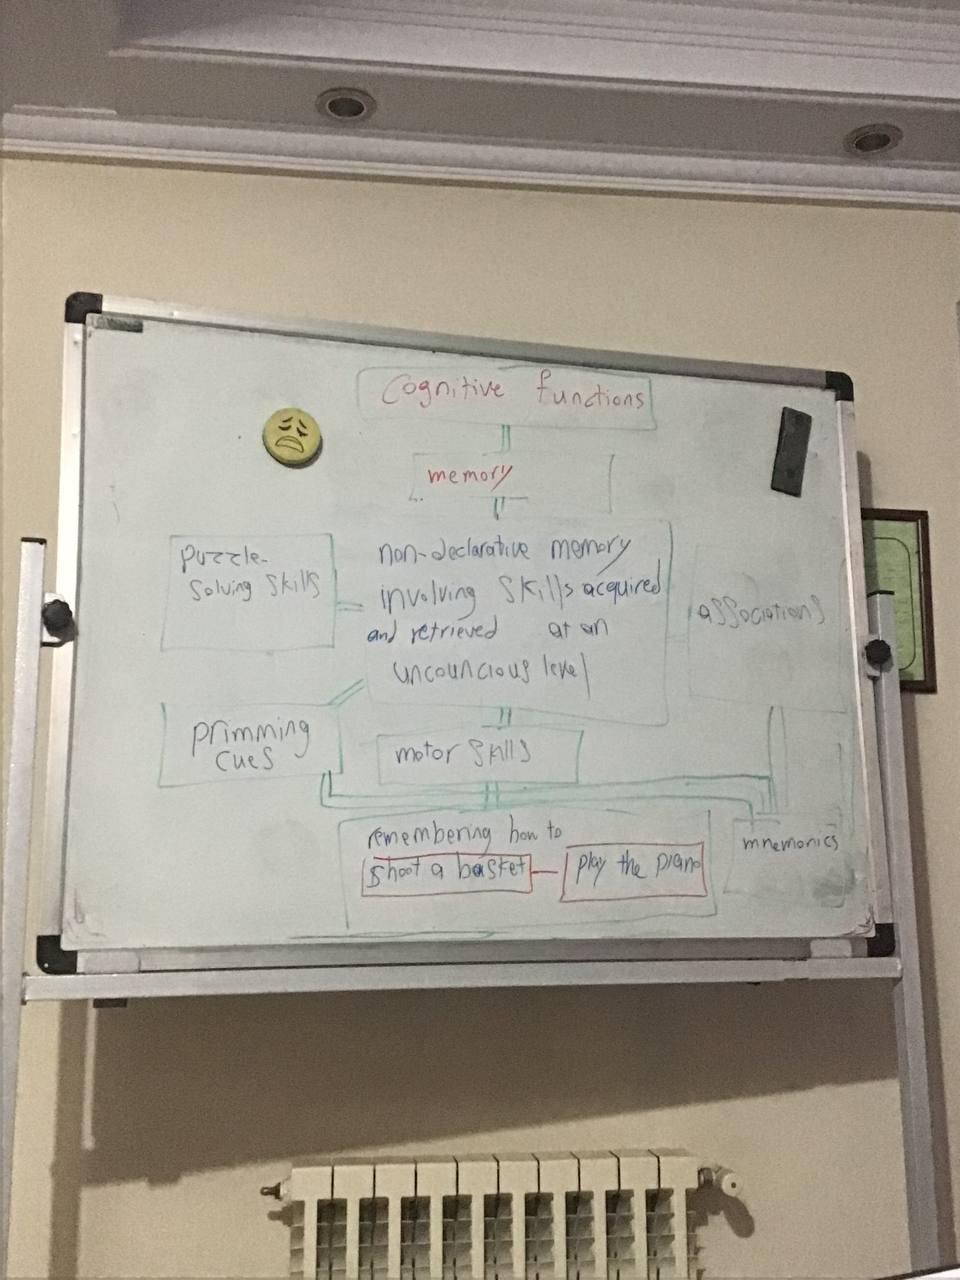 Cognitive functions
memory
puzzle-
Solving Skills
non-declarative memory
involving Skills acquired
and retrieved at an
uncouncious level
associations
primming
cues
motor Skills
remembering how to
shoot a basket
play the piano
mnemonics